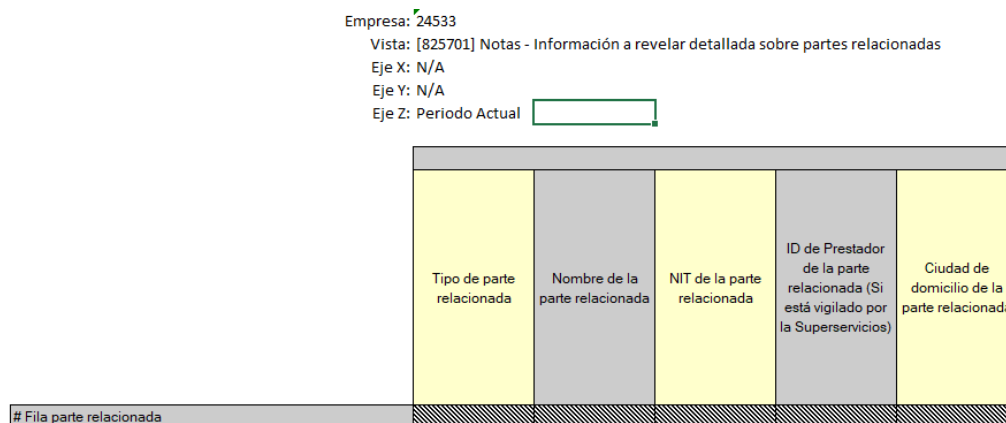 Empresa: 24533
Vista: [825701] Notas - Información a revelar detallada sobre partes relacionadas
Eje X: N/A
Eje Y: N/A
Eje Z: Periodo Actual
Tipo de parte
relacionada
Nombre de la
parte relacionada
NIT de la parte
relacionada
ID de Prestador
de la parte
relacionada (Si
está vigilado por
la Superservicios)
Ciudad de
domicilio de la
parte relacionada
# Fila parte relacionada